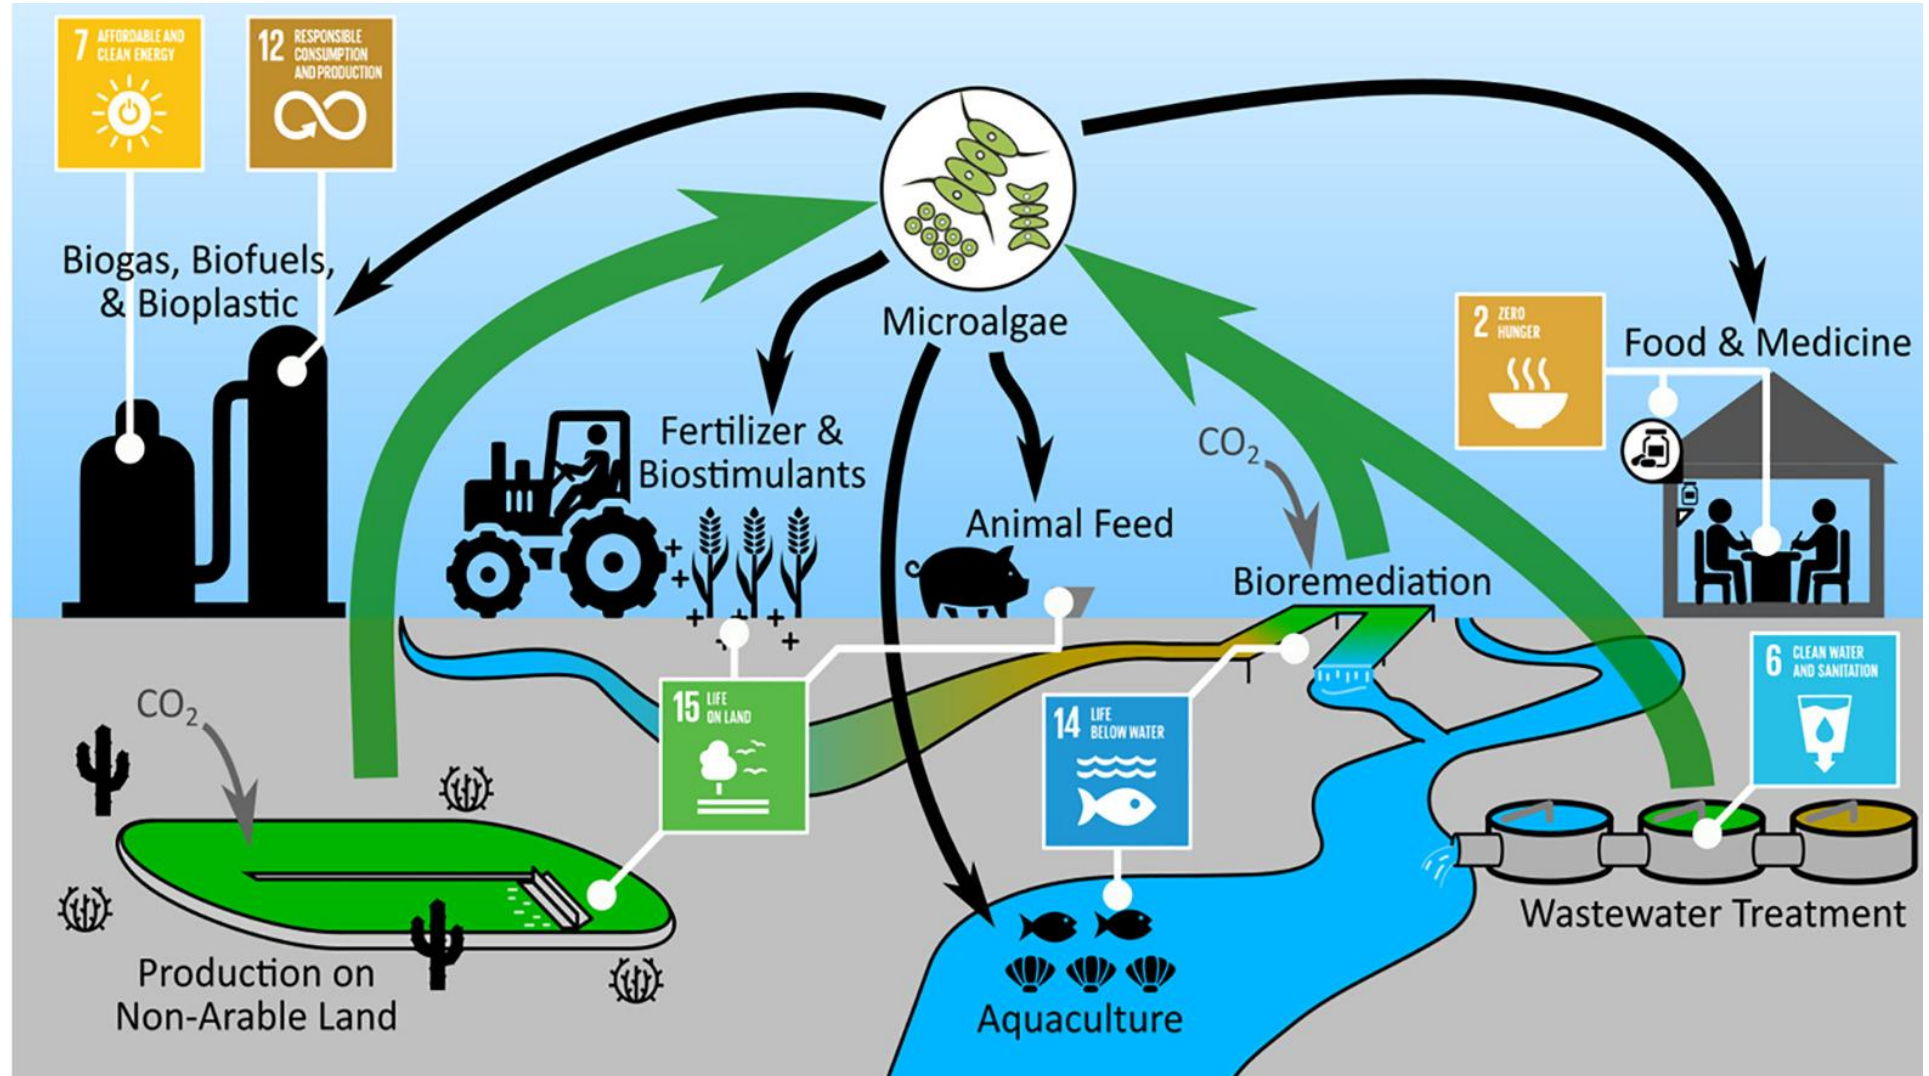 7 AFFORDABLE AND
CLEAN ENERGY
12 RESPONSIBLE
CONSUMPTION
AND PRODUCTION
Biogas, Biofuels,
& Bioplastic
Microalgae
2 ZERO
HUNGER
Food & Medicine
Fertilizer &
Biostimulants
CO₂
Animal Feed
Bioremediation
6 CLEAN WATER
AND SANITATION
15 LIFE
ON LAND
14 LIFE
BELOW WATER
CO₂
Wastewater Treatment
Production on
Non-Arable Land
Aquaculture